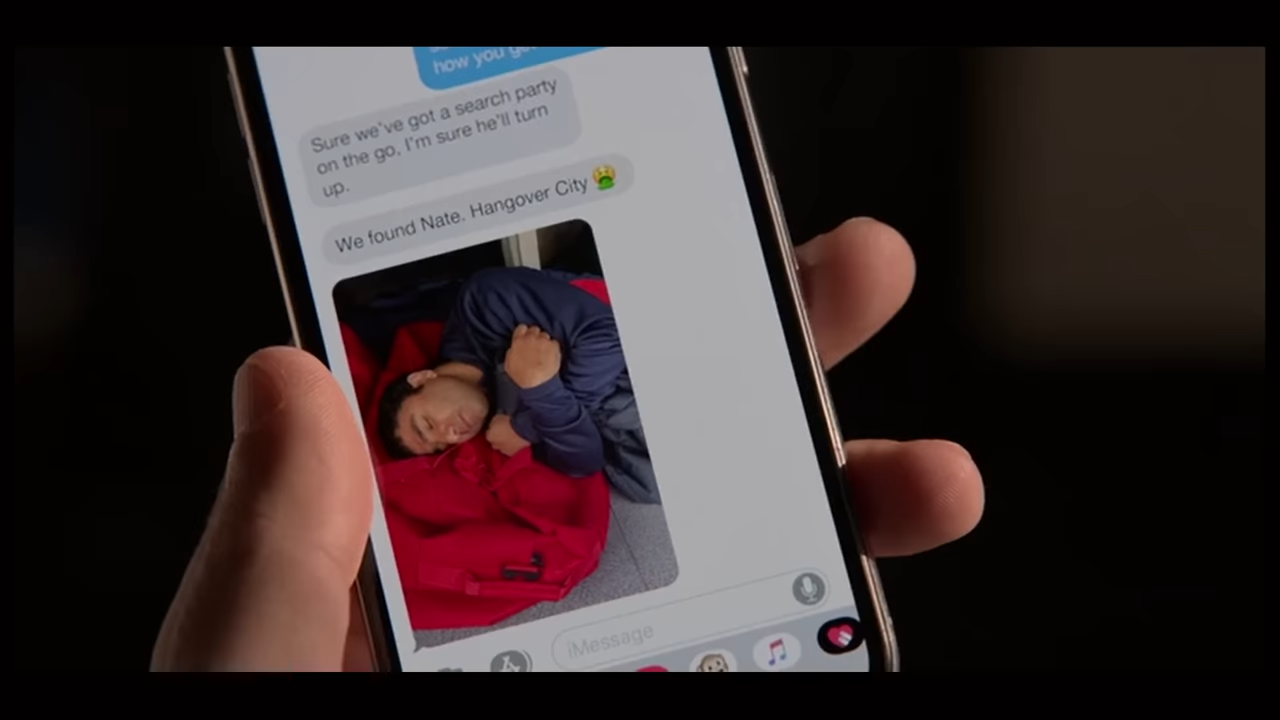 how you
Sure we've got a search party
on the go, I'm sure he'll turn
up.
We found Nate. Hangover City 🤮
iMessage